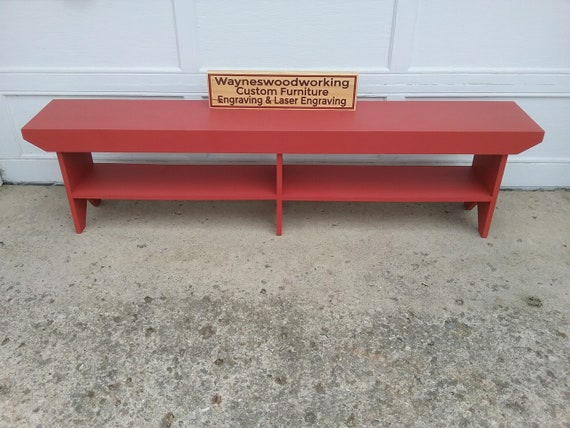 Wayneswoodworking
Custom Furniture
Engraving & Laser Engraving